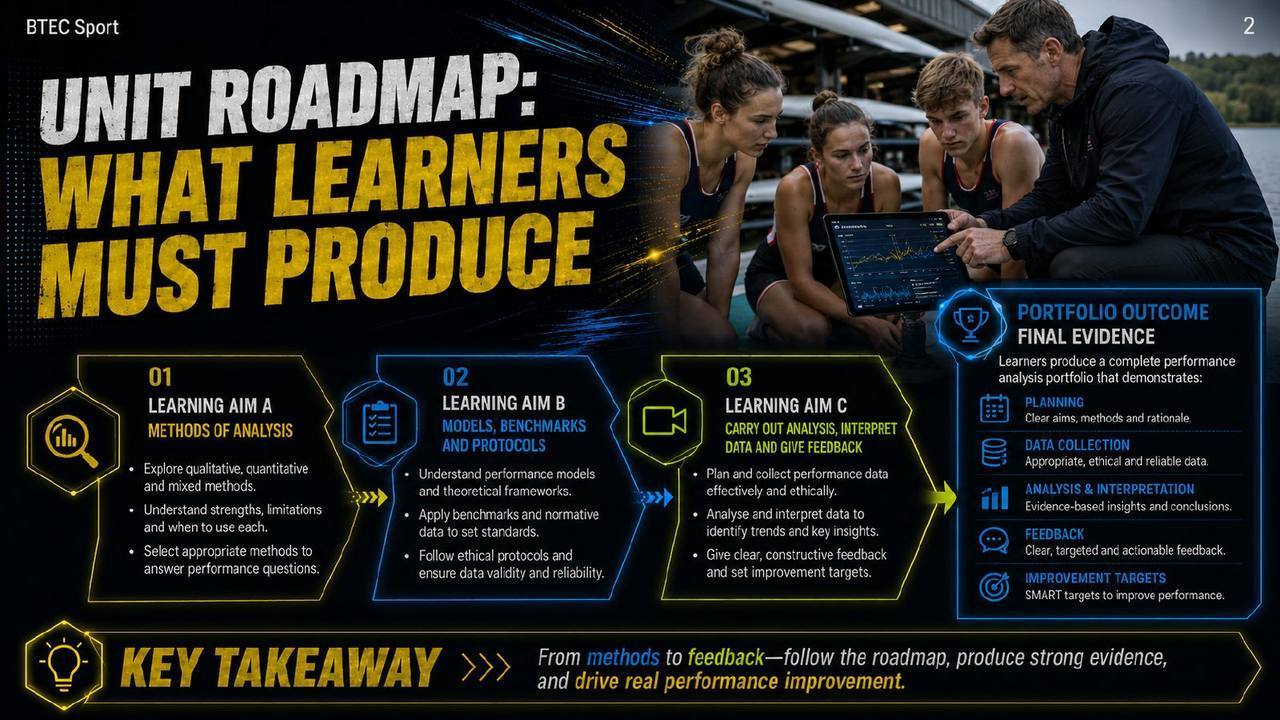 BTEC Sport
2
UNIT ROADMAP:
WHAT LEARNERS
MUST PRODUCE
01
LEARNING AIM A
METHODS OF ANALYSIS
• Explore qualitative, quantitative
and mixed methods.
• Understand strengths, limitations
and when to use each.
• Select appropriate methods to
answer performance questions.
02
LEARNING AIM B
MODELS, BENCHMARKS
AND PROTOCOLS
• Understand performance models
and theoretical frameworks.
• Apply benchmarks and normative
data to set standards.
• Follow ethical protocols and
ensure data validity and reliability.
03
LEARNING AIM C
CARRY OUT ANALYSIS, INTERPRET
DATA AND GIVE FEEDBACK
• Plan and collect performance data
effectively and ethically.
• Analyse and interpret data to
identify trends and key insights.
• Give clear, constructive feedback
and set improvement targets.
PORTFOLIO OUTCOME
FINAL EVIDENCE
Learners produce a complete performance
analysis portfolio that demonstrates:
PLANNING
Clear aims, methods and rationale.
DATA COLLECTION
Appropriate, ethical and reliable data.
ANALYSIS & INTERPRETATION
Evidence-based insights and conclusions.
FEEDBACK
Clear, targeted and actionable feedback.
IMPROVEMENT TARGETS
SMART targets to improve performance.
KEY TAKEAWAY
From methods to feedback—follow the roadmap, produce strong evidence,
and drive real performance improvement.